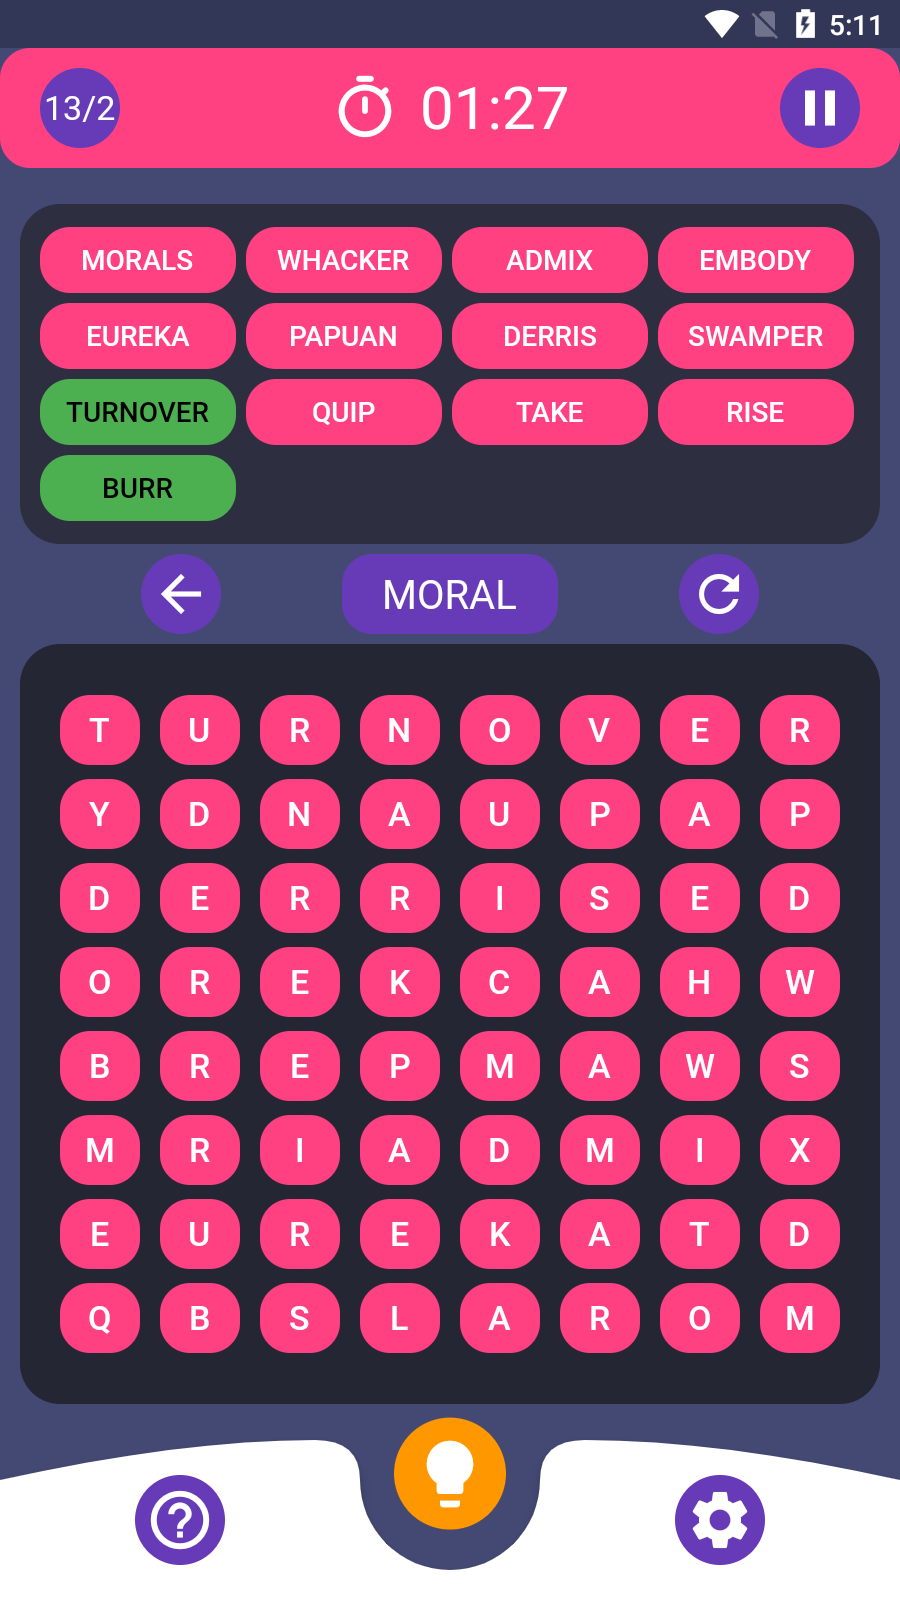 5:11
13/2 01:27
MORALS WHACKER ADMIX EMBODY
EUREKA PAPUAN DERRIS SWAMPER
TURNOVER QUIP TAKE RISE
BURR
MORAL
T U R N O V E R
Y D N A U P A P
D E R R I S E D
O R E K C A H W
B R E P M A W S
M R I A D M I X
E U R E K A T D
Q B S L A R O M
?